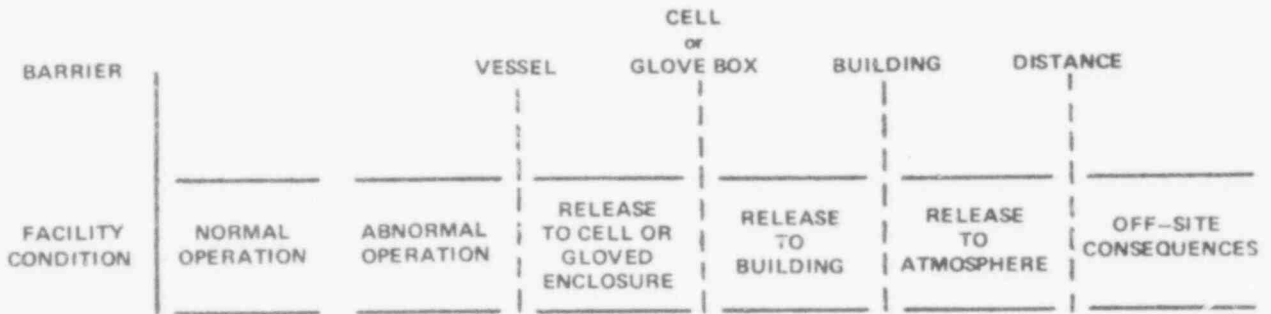 CELL
or
BARRIER VESSEL GLOVE BOX BUILDING DISTANCE
FACILITY CONDITION
NORMAL OPERATION
ABNORMAL OPERATION
RELEASE
TO CELL OR
GLOVED
ENCLOSURE
RELEASE
TO
BUILDING
RELEASE
TO
ATMOSPHERE
OFF-SITE
CONSEQUENCES